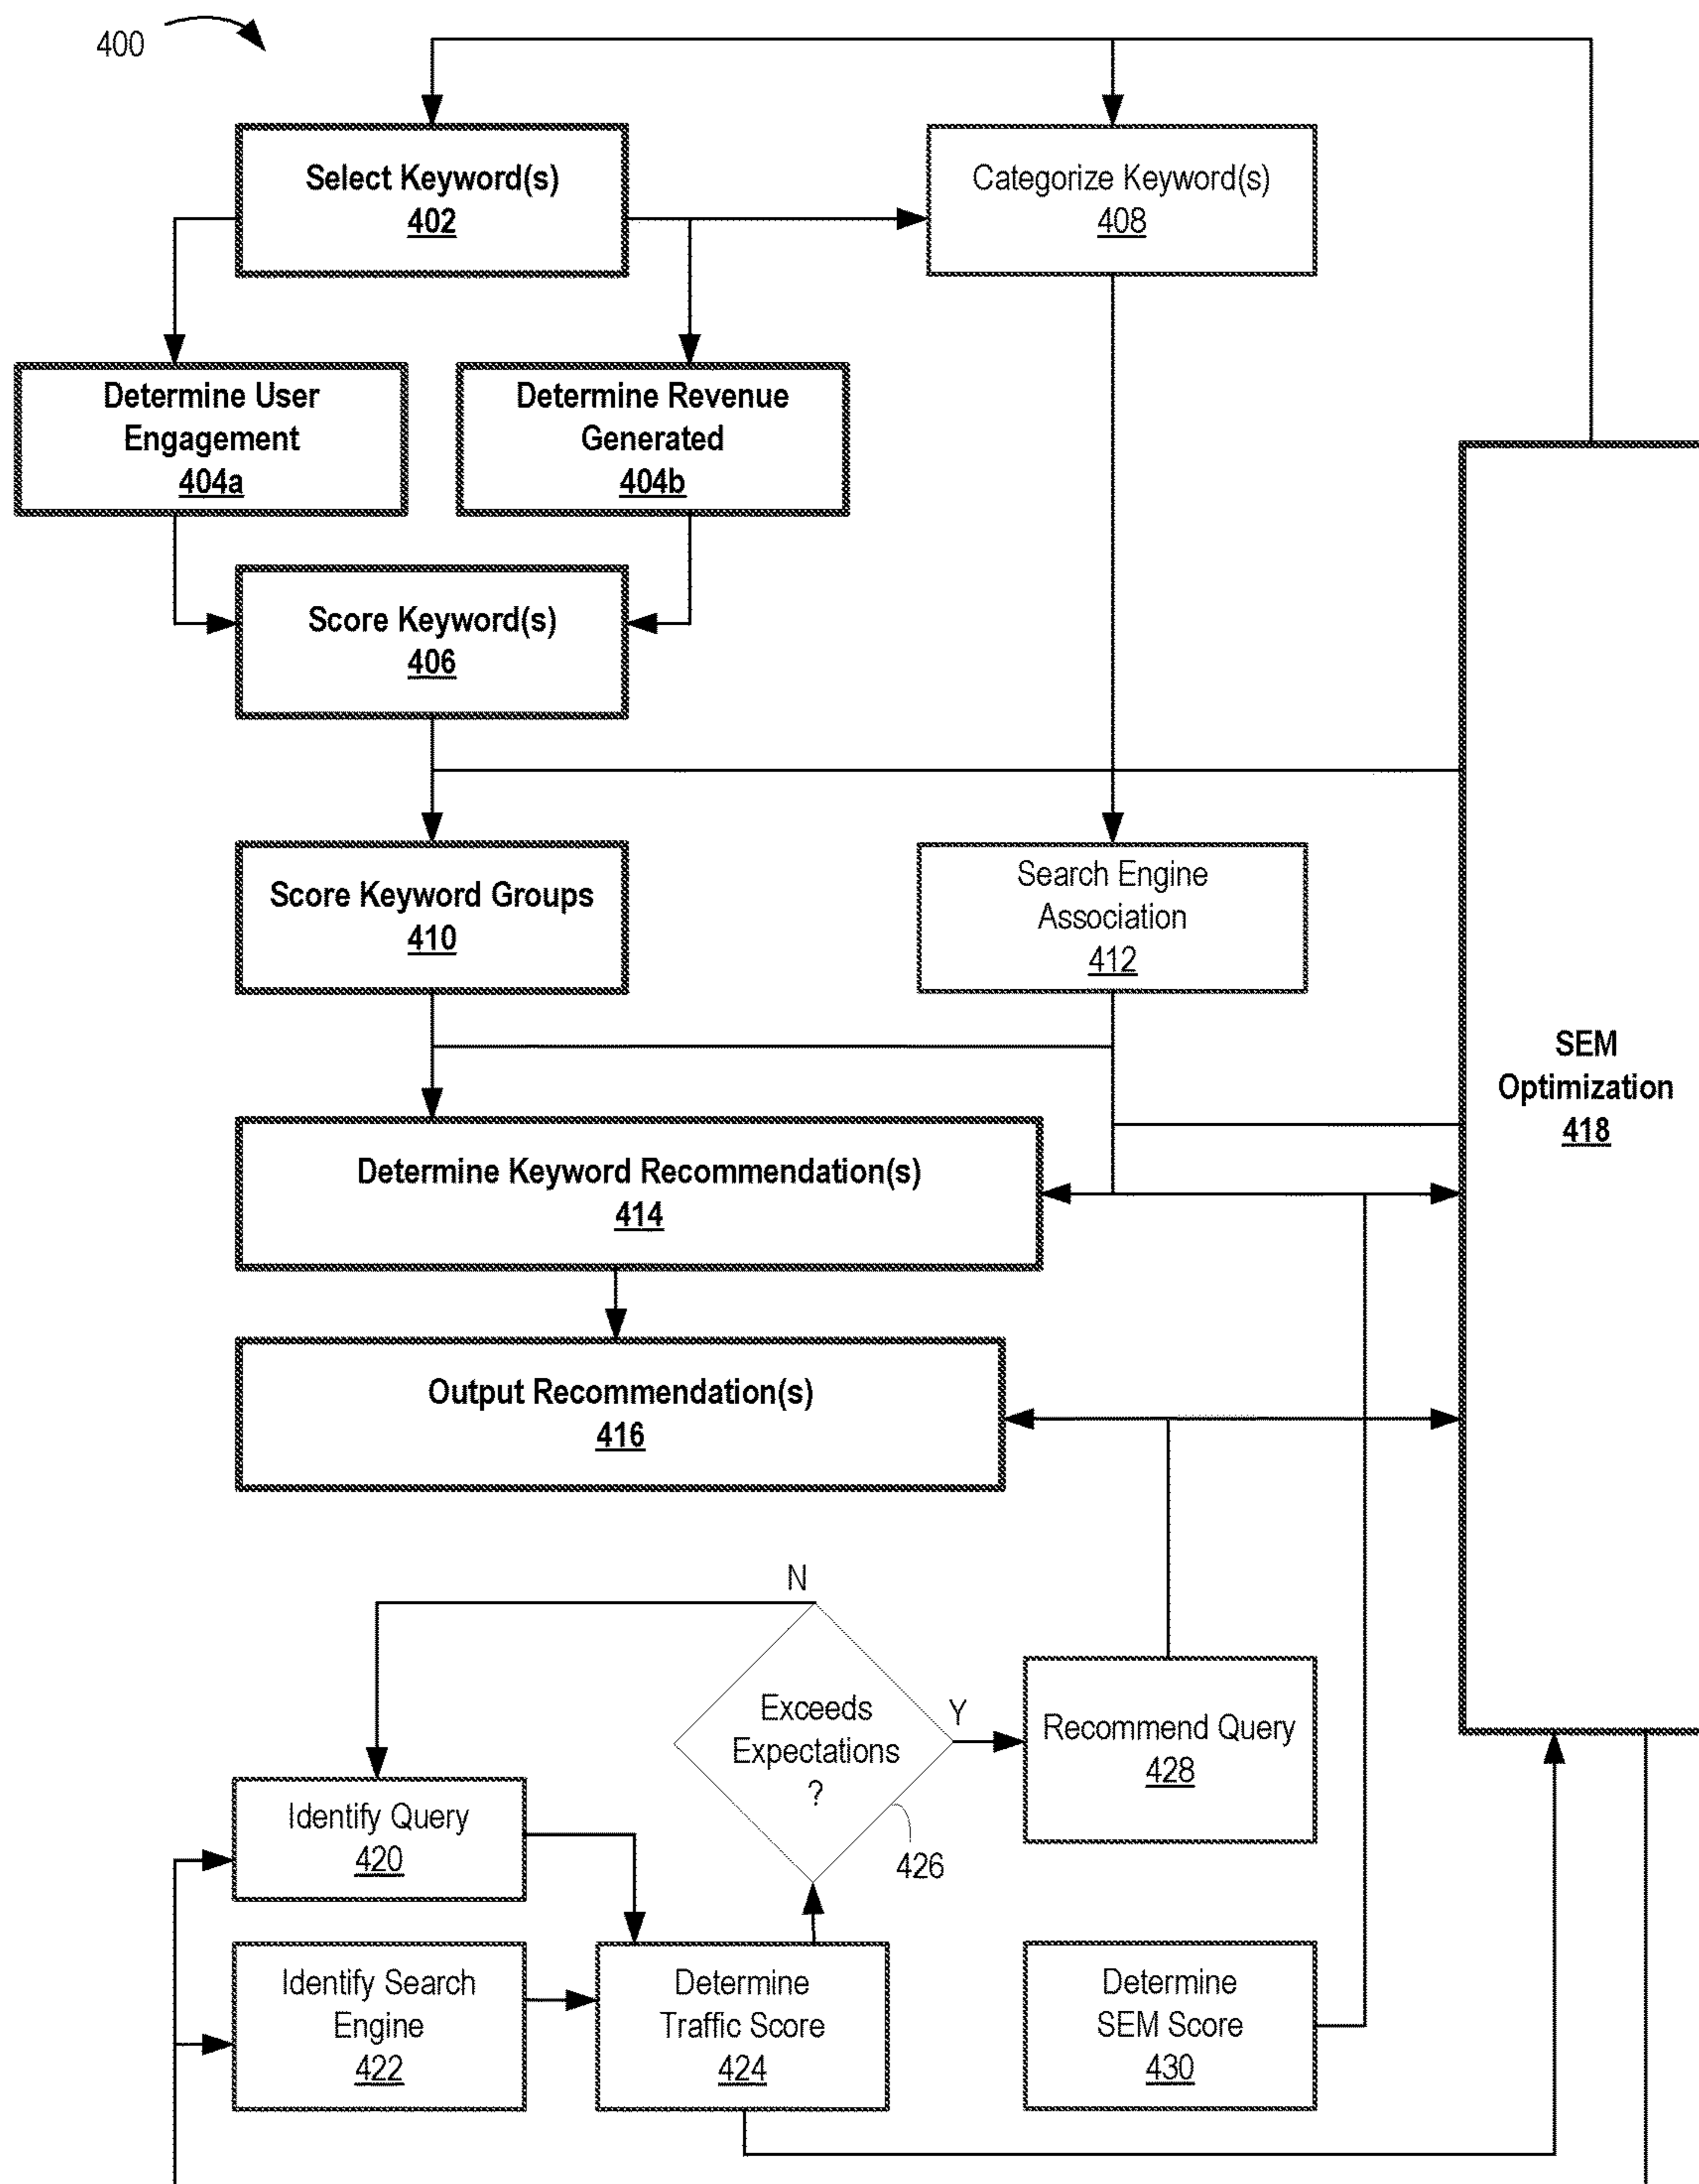 400
Select Keyword(s)
402
Categorize Keyword(s)
408
Determine User
Engagement
404a
Determine Revenue
Generated
404b
Score Keyword(s)
406
Score Keyword Groups
410
Search Engine
Association
412
SEM
Optimization
418
Determine Keyword Recommendation(s)
414
Output Recommendation(s)
416
N
Exceeds
Expectations
?
Y
426
Recommend Query
428
Identify Query
420
Identify Search
Engine
422
Determine
Traffic Score
424
Determine
SEM Score
430